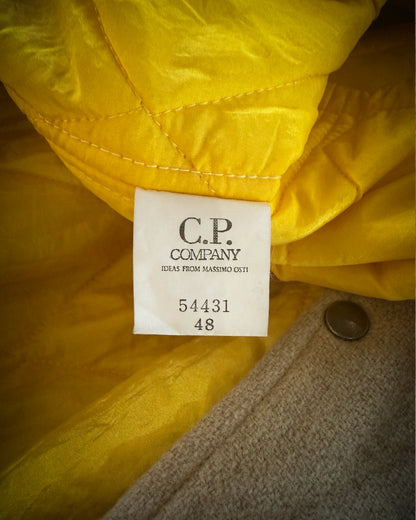 C.P.
COMPANY
IDEAS FROM MASSIMO OSTI
54431
48